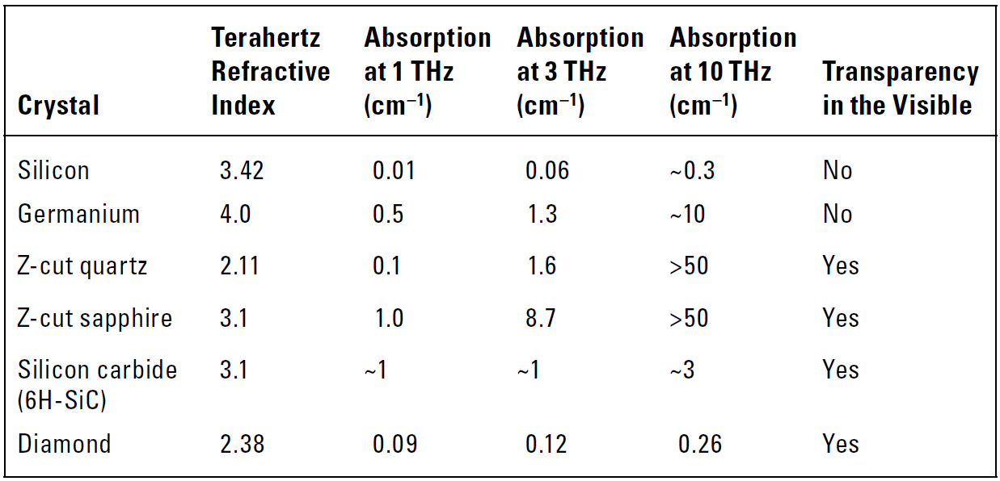 Crystal Terahertz Refractive Index Absorption at 1 THz (cm⁻¹) Absorption at 3 THz (cm⁻¹) Absorption at 10 THz (cm⁻¹) Transparency in the Visible
Silicon 3.42 0.01 0.06 ~0.3 No
Germanium 4.0 0.5 1.3 ~10 No
Z-cut quartz 2.11 0.1 1.6 >50 Yes
Z-cut sapphire 3.1 1.0 8.7 >50 Yes
Silicon carbide (6H-SiC) 3.1 ~1 ~1 ~3 Yes
Diamond 2.38 0.09 0.12 0.26 Yes